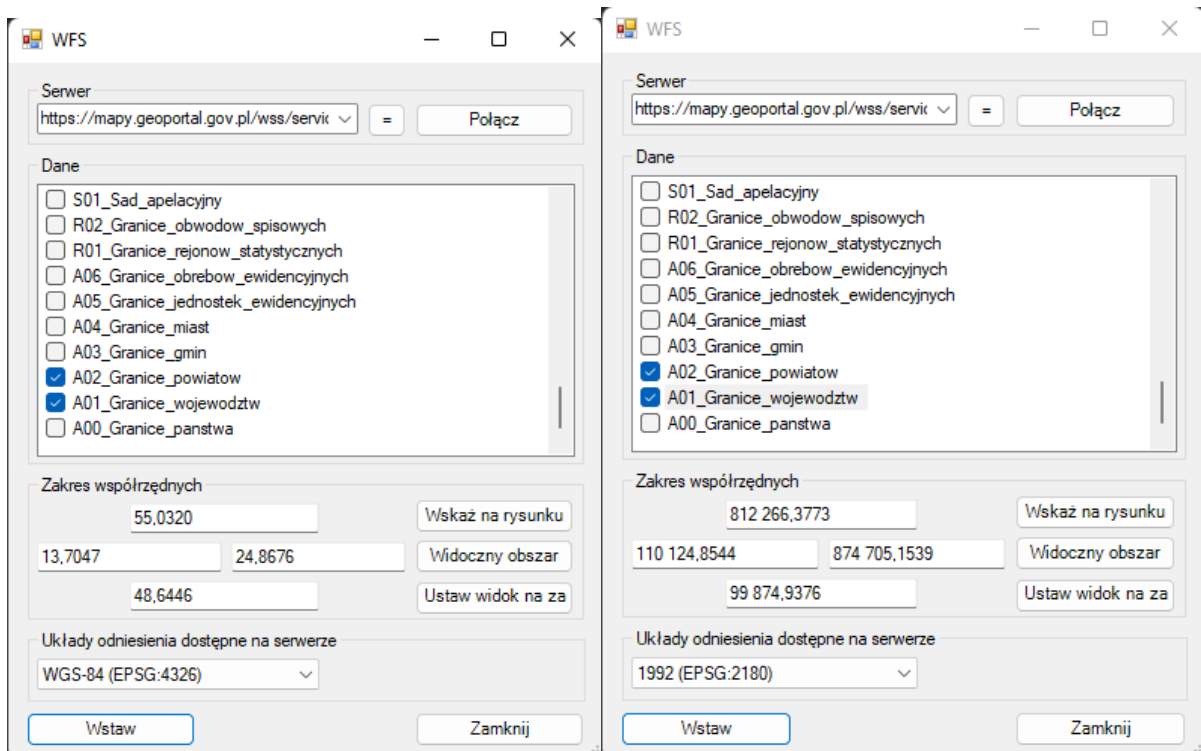 WFS
Serwer
https://mapy.geoportal.gov.pl/wss/servic
=
Połącz
Dane
S01_Sad_apelacyjny
R02_Granice_obwodow_spisowych
R01_Granice_rejonow_statystycznych
A06_Granice_obrebow_ewidencyjnych
A05_Granice_jednostek_ewidencyjnych
A04_Granice_miast
A03_Granice_gmin
A02_Granice_powiatow
A01_Granice_wojewodztw
A00_Granice_panstwa
Zakres współrzędnych
55,0320
Wskaż na rysunku
13,7047
24,8676
Widoczny obszar
48,6446
Ustaw widok na za
Układy odniesienia dostępne na serwerze
WGS-84 (EPSG:4326)
Wstaw
Zamknij
WFS
Serwer
https://mapy.geoportal.gov.pl/wss/servic
=
Połącz
Dane
S01_Sad_apelacyjny
R02_Granice_obwodow_spisowych
R01_Granice_rejonow_statystycznych
A06_Granice_obrebow_ewidencyjnych
A05_Granice_jednostek_ewidencyjnych
A04_Granice_miast
A03_Granice_gmin
A02_Granice_powiatow
A01_Granice_wojewodztw
A00_Granice_panstwa
Zakres współrzędnych
812 266,3773
Wskaż na rysunku
110 124,8544
874 705,1539
Widoczny obszar
99 874,9376
Ustaw widok na za
Układy odniesienia dostępne na serwerze
1992 (EPSG:2180)
Wstaw
Zamknij